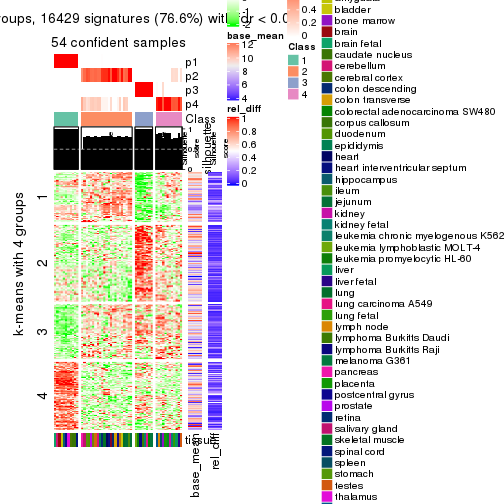 oups, 16429 signatures (76.6%) with fdr < 0.0
54 confident samples
p1
p2
p3
p4
Class
1
0.5
0
silhouette
score
k-means with 4 groups
1
2
3
4
tissue
base_mean
rel_diff
-2
base_mean
12
10
8
6
4
rel_diff
1
0.8
0.6
0.4
0.2
0
0.4
0.2
0
Class
1
2
3
4
bladder
bone marrow
brain
brain fetal
caudate nucleus
cerebellum
cerebral cortex
colon descending
colon transverse
colorectal adenocarcinoma SW480
corpus callosum
duodenum
epididymis
heart
heart interventricular septum
hippocampus
ileum
jejunum
kidney
kidney fetal
leukemia chronic myelogenous K562
leukemia lymphoblastic MOLT-4
leukemia promyelocytic HL-60
liver
liver fetal
lung
lung carcinoma A549
lung fetal
lymph node
lymphoma Burkitts Daudi
lymphoma Burkitts Raji
melanoma G361
pancreas
placenta
postcentral gyrus
prostate
retina
salivary gland
skeletal muscle
spinal cord
spleen
stomach
testes
thalamus